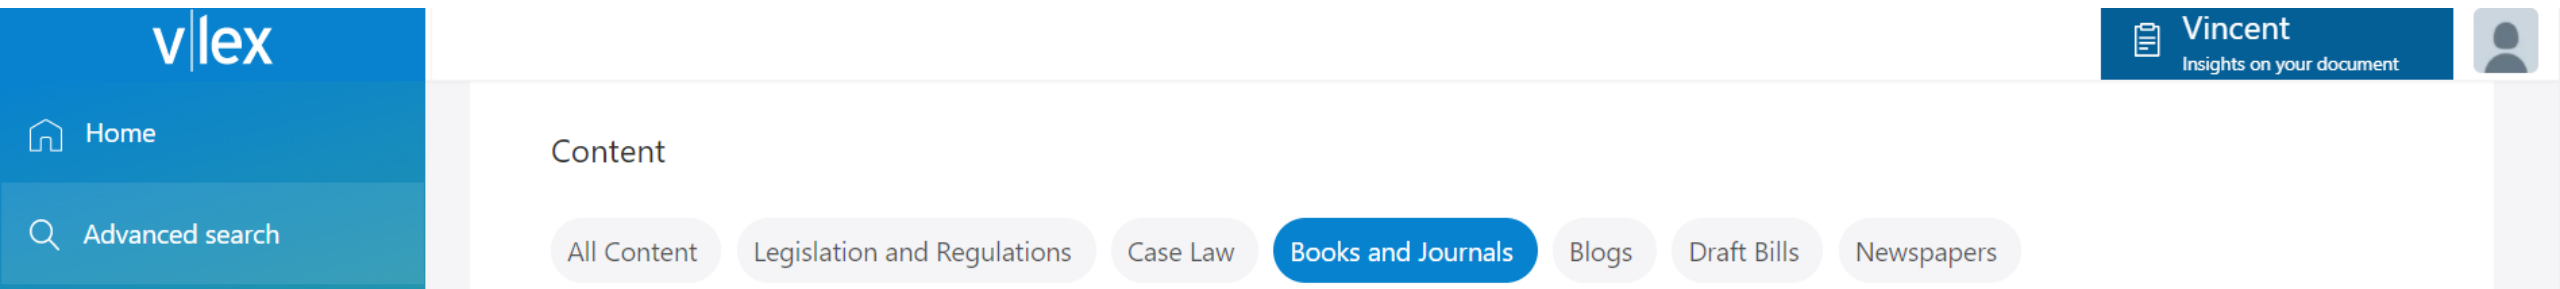 v|lex
Vincent
Insights on your document
Home
Content
Advanced search
All Content Legislation and Regulations Case Law Books and Journals Blogs Draft Bills Newspapers